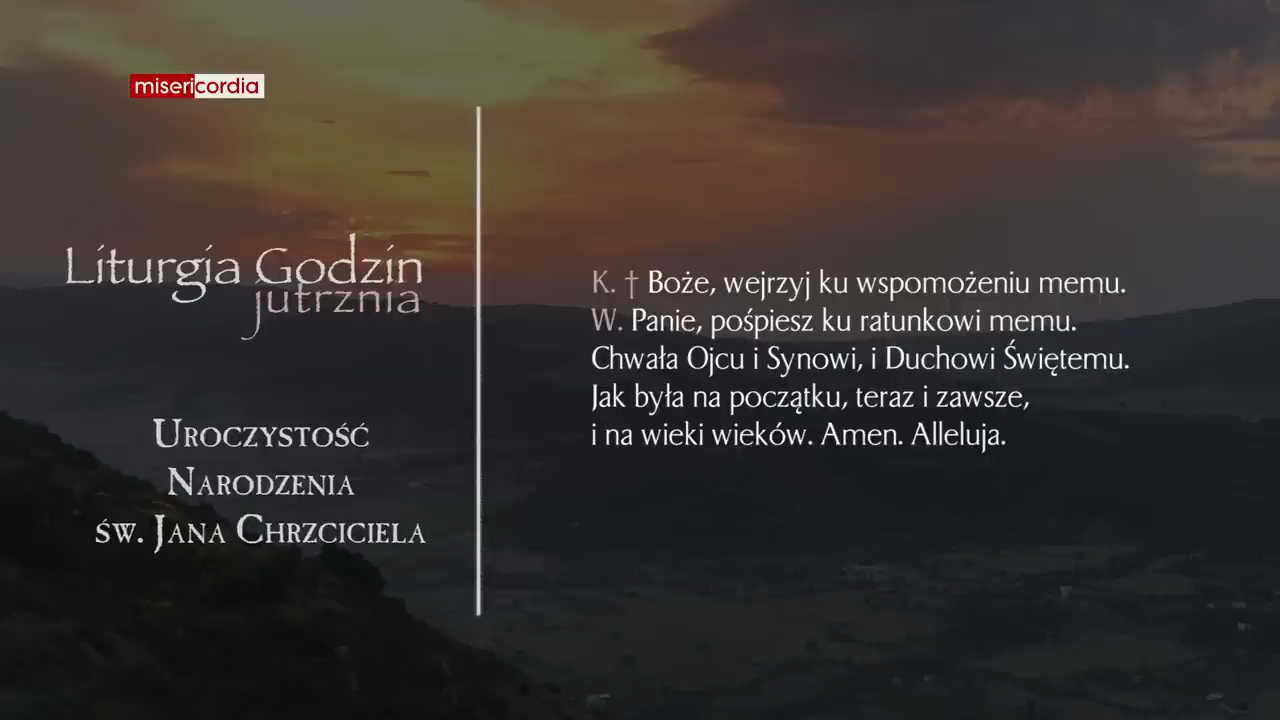 misericordia
Liturgia Godzin
jutrznia
Uroczystość
Narodzenia
św. Jana Chrzciciela
K. † Boże, wejrzyj ku wspomożeniu memu.
W. Panie, pośpiesz ku ratunkowi memu.
Chwała Ojcu i Synowi, i Duchowi Świętemu.
Jak była na początku, teraz i zawsze,
i na wieki wieków. Amen. Alleluja.